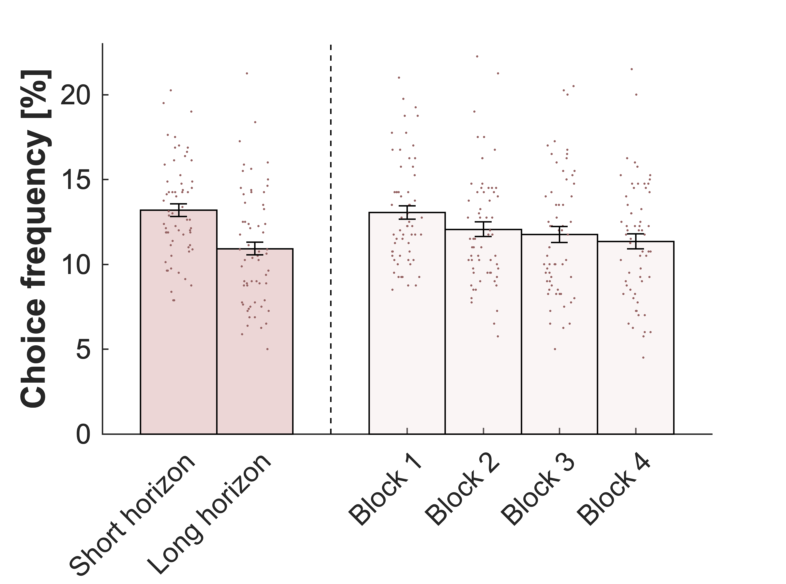 Choice frequency [%]
20
15
10
5
0
Short horizon
Long horizon
Block 1
Block 2
Block 3
Block 4